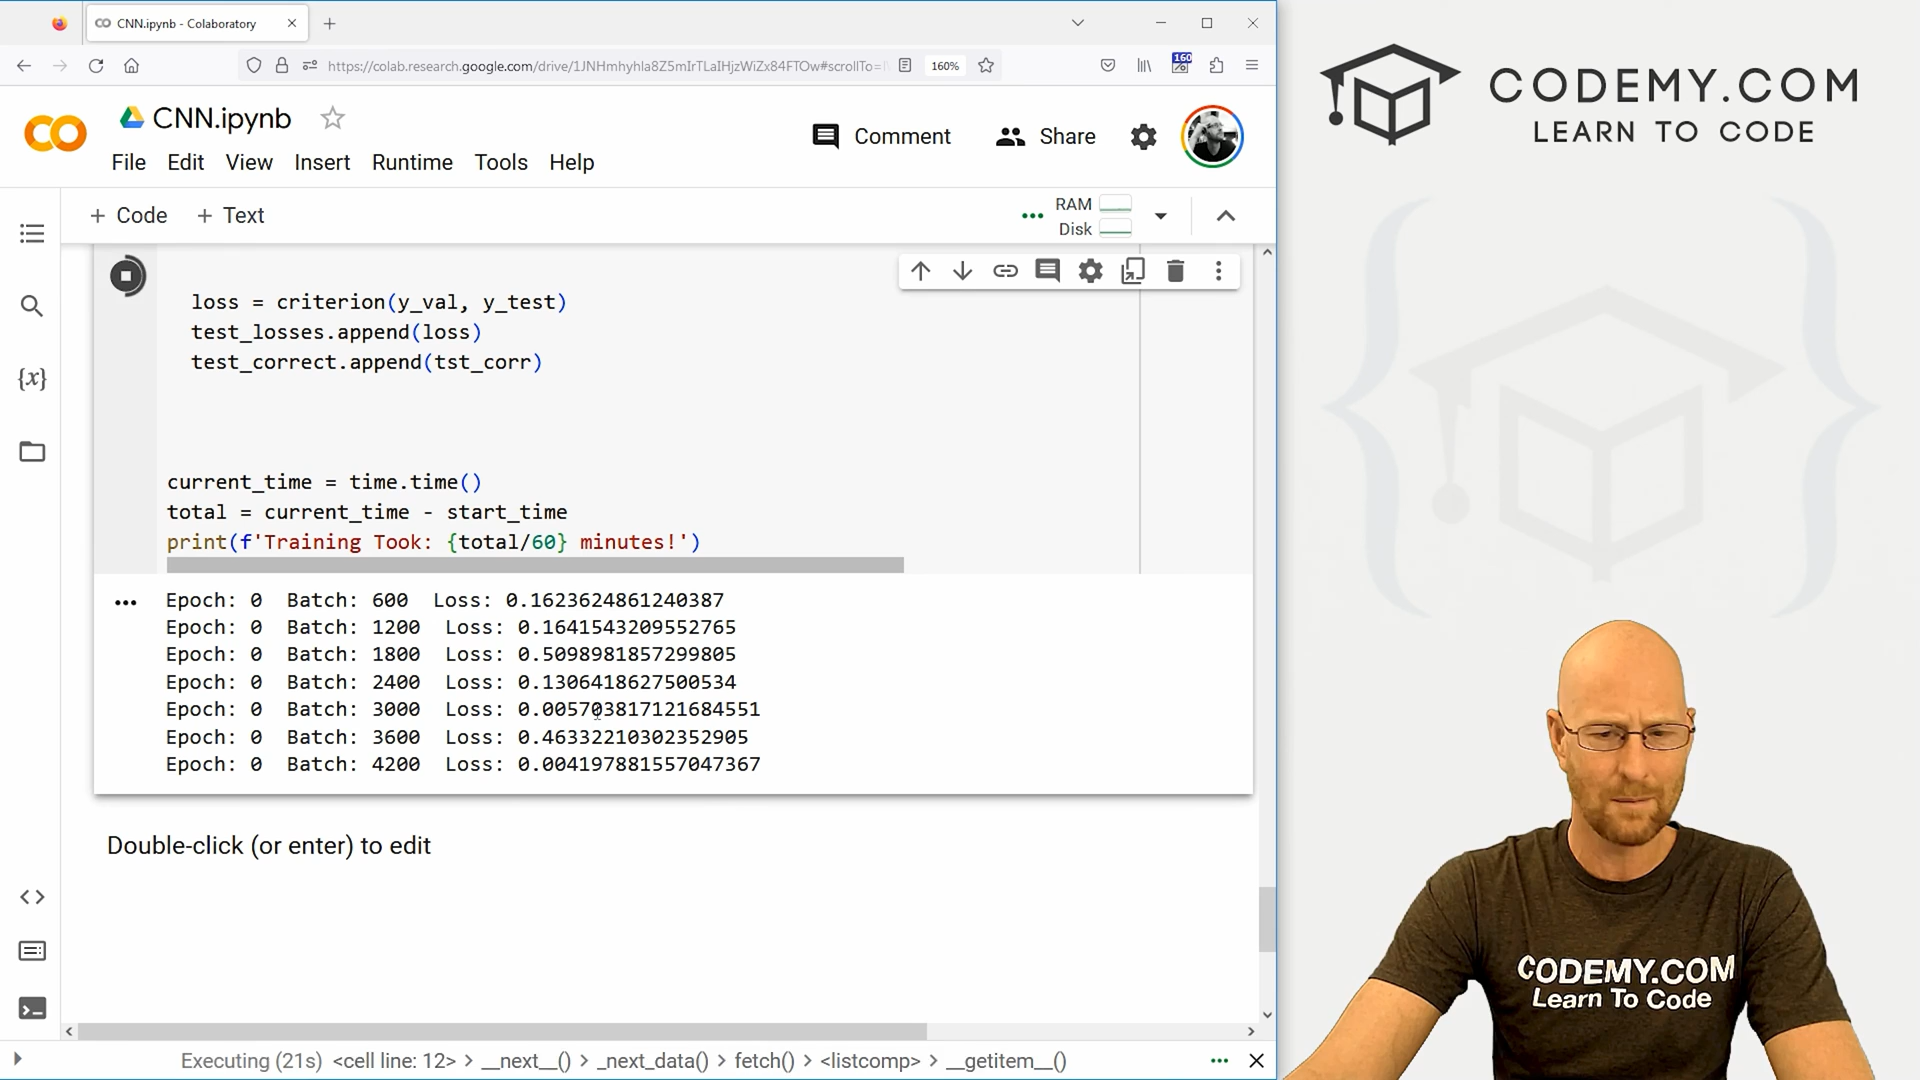 CNN.ipynb - Colaboratory
https://colab.research.google.com/drive/1JNHmhyhla8Z5mIrTLaIHjzWiZx84FTOw#scrollTo=
160%
160
CNN.ipynb
Comment
Share
File Edit View Insert Runtime Tools Help
+ Code + Text
RAM
Disk
loss = criterion(y_val, y_test)
test_losses.append(loss)
test_correct.append(tst_corr)
current_time = time.time()
total = current_time - start_time
print(f'Training Took: {total/60} minutes!')
Epoch: 0 Batch: 600 Loss: 0.1623624861240387
Epoch: 0 Batch: 1200 Loss: 0.1641543209552765
Epoch: 0 Batch: 1800 Loss: 0.5098981857299805
Epoch: 0 Batch: 2400 Loss: 0.1306418627500534
Epoch: 0 Batch: 3000 Loss: 0.005703817121684551
Epoch: 0 Batch: 3600 Loss: 0.46332210302352905
Epoch: 0 Batch: 4200 Loss: 0.004197881557047367
Double-click (or enter) to edit
Executing (21s) <cell line: 12> > __next__() > _next_data() > fetch() > <listcomp> > __getitem__()
CODEMY.COM
LEARN TO CODE
CODEMY.COM
Learn To Code